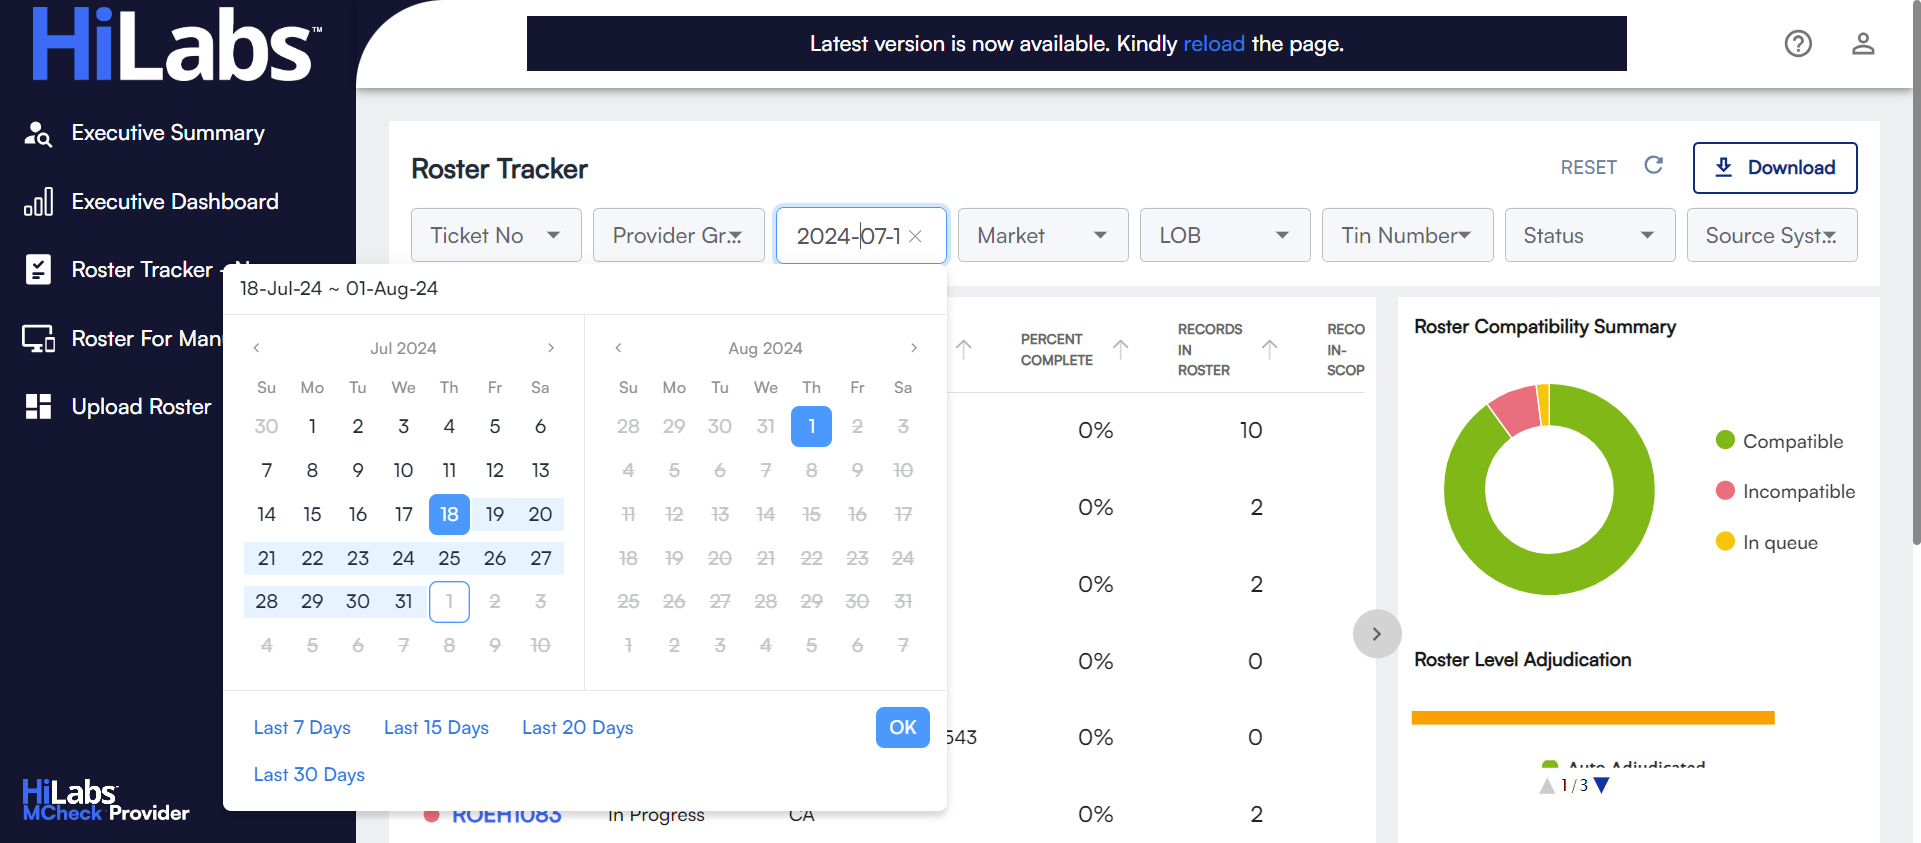 HiLabs™
Latest version is now available. Kindly reload the page.
Executive Summary
Executive Dashboard
Roster Tracker -
Roster For Man
Upload Roster
HiLabs™
MCheck Provider
Roster Tracker
RESET
Download
Ticket No
Provider Gr...
2024-07-1
Market
LOB
Tin Number
Status
Source Syst...
18-Jul-24 ~ 01-Aug-24
Jul 2024
Su Mo Tu We Th Fr Sa
30 1 2 3 4 5 6
7 8 9 10 11 12 13
14 15 16 17 18 19 20
21 22 23 24 25 26 27
28 29 30 31 1 2 3
4 5 6 7 8 9 10
Aug 2024
Su Mo Tu We Th Fr Sa
28 29 30 31 1 2 3
4 5 6 7 8 9 10
11 12 13 14 15 16 17
18 19 20 21 22 23 24
25 26 27 28 29 30 31
1 2 3 4 5 6 7
Last 7 Days Last 15 Days Last 20 Days
Last 30 Days
OK
PERCENT
COMPLETE
RECORDS
IN
ROSTER
RECO
IN-
SCOP
0% 10
0% 2
0% 2
0% 0
543 0% 0
ROEH1083 In Progress CA 0% 2
Roster Compatibility Summary
Compatible
Incompatible
In queue
Roster Level Adjudication
Auto Adjudicated
1/3